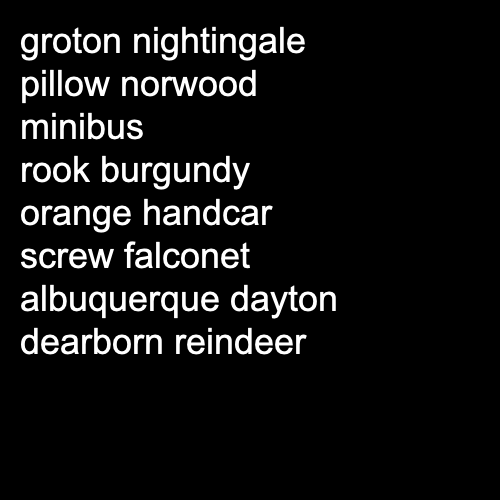 groton nightingale
pillow norwood
minibus
rook burgundy
orange handcar
screw falconet
albuquerque dayton
dearborn reindeer